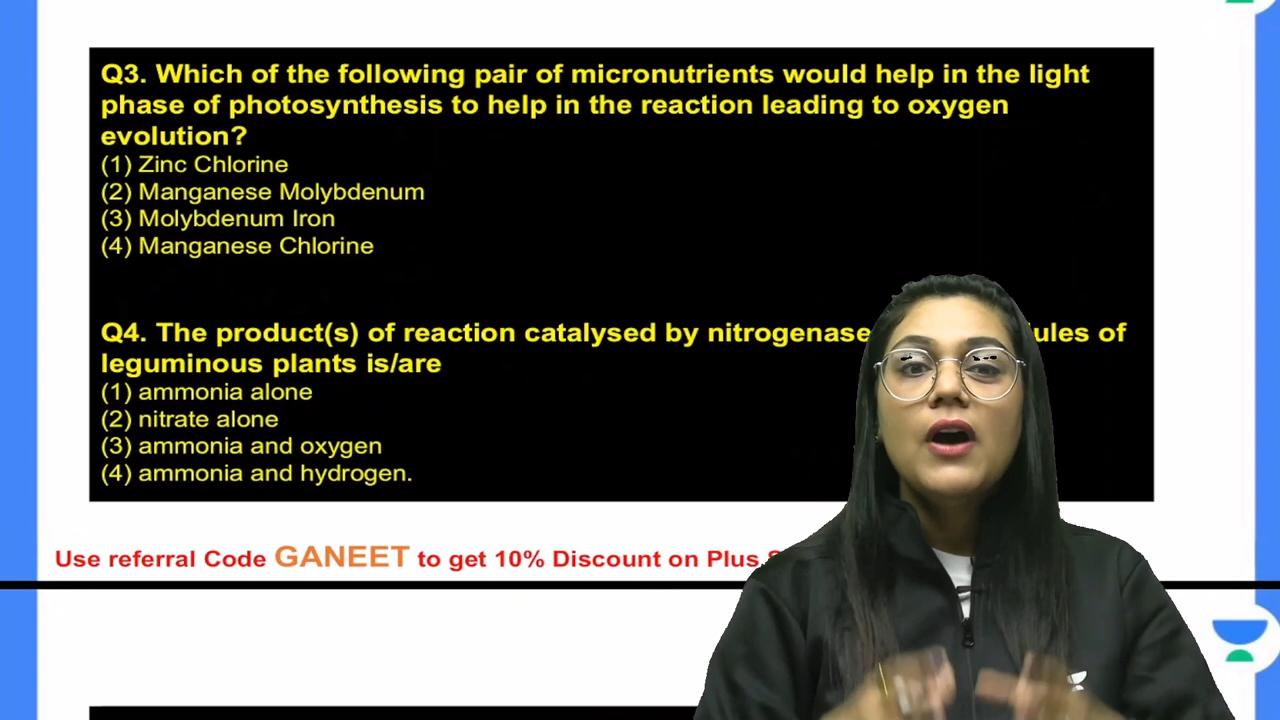 Q3. Which of the following pair of micronutrients would help in the light
phase of photosynthesis to help in the reaction leading to oxygen
evolution?
(1) Zinc Chlorine
(2) Manganese Molybdenum
(3) Molybdenum Iron
(4) Manganese Chlorine
Q4. The product(s) of reaction catalysed by nitrogenase of
leguminous plants is/are
(1) ammonia alone
(2) nitrate alone
(3) ammonia and oxygen
(4) ammonia and hydrogen.
Use referral Code GANEET to get 10% Discount on Plus